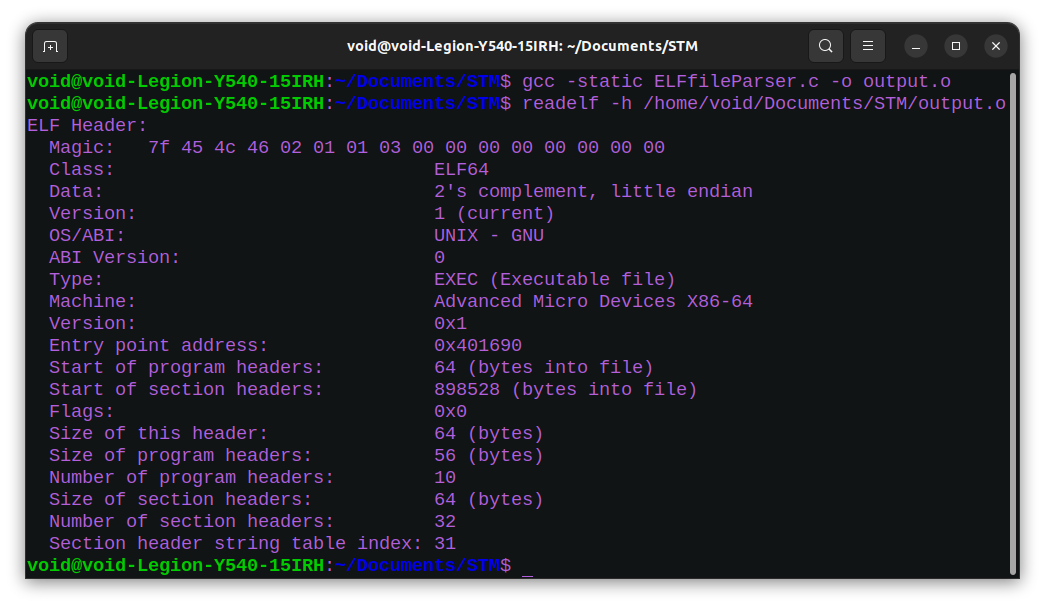 void@void-Legion-Y540-15IRH: ~/Documents/STM
void@void-Legion-Y540-15IRH:~/Documents/STM$ gcc -static ELFfileParser.c -o output.o
void@void-Legion-Y540-15IRH:~/Documents/STM$ readelf -h /home/void/Documents/STM/output.o
ELF Header:
  Magic:   7f 45 4c 46 02 01 01 03 00 00 00 00 00 00 00 00
  Class:                             ELF64
  Data:                              2's complement, little endian
  Version:                           1 (current)
  OS/ABI:                            UNIX - GNU
  ABI Version:                       0
  Type:                              EXEC (Executable file)
  Machine:                           Advanced Micro Devices X86-64
  Version:                           0x1
  Entry point address:               0x401690
  Start of program headers:          64 (bytes into file)
  Start of section headers:          898528 (bytes into file)
  Flags:                             0x0
  Size of this header:               64 (bytes)
  Size of program headers:           56 (bytes)
  Number of program headers:         10
  Size of section headers:           64 (bytes)
  Number of section headers:         32
  Section header string table index: 31
void@void-Legion-Y540-15IRH:~/Documents/STM$ _